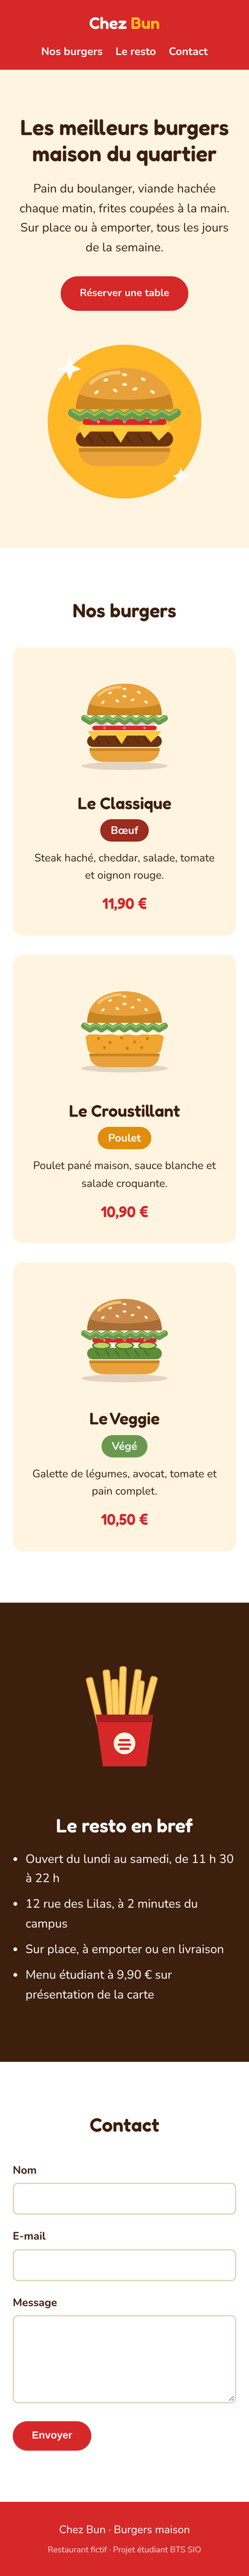 Chez Bun
Nos burgers Le resto Contact
Les meilleurs burgers
maison du quartier
Pain du boulanger, viande hachée
chaque matin, frites coupées à la main.
Sur place ou à emporter, tous les jours
de la semaine.
Réserver une table
Nos burgers
Le Classique
Bœuf
Steak haché, cheddar, salade, tomate
et oignon rouge.
11,90 €
Le Croustillant
Poulet
Poulet pané maison, sauce blanche et
salade croquante.
10,90 €
Le Veggie
Végé
Galette de légumes, avocat, tomate et
pain complet.
10,50 €
Le resto en bref
• Ouvert du lundi au samedi, de 11 h 30
à 22 h
• 12 rue des Lilas, à 2 minutes du
campus
• Sur place, à emporter ou en livraison
• Menu étudiant à 9,90 € sur
présentation de la carte
Contact
Nom
E-mail
Message
Envoyer
Chez Bun · Burgers maison
Restaurant fictif · Projet étudiant BTS SIO